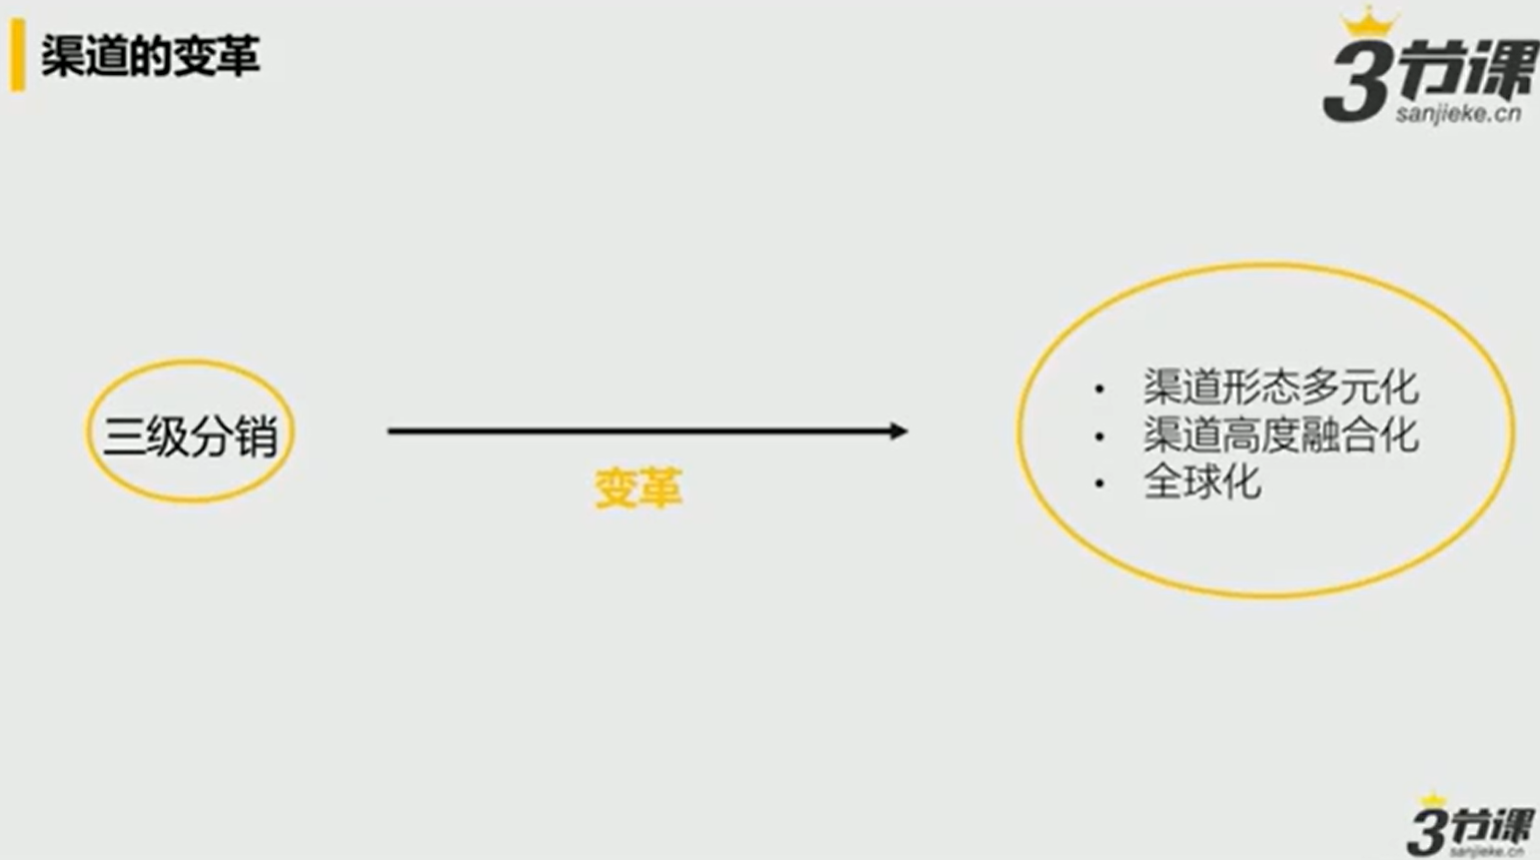 渠道的变革
3节课
sanjieke.cn
三级分销
变革
• 渠道形态多元化
• 渠道高度融合化
• 全球化
3节课
sanjieke.cn